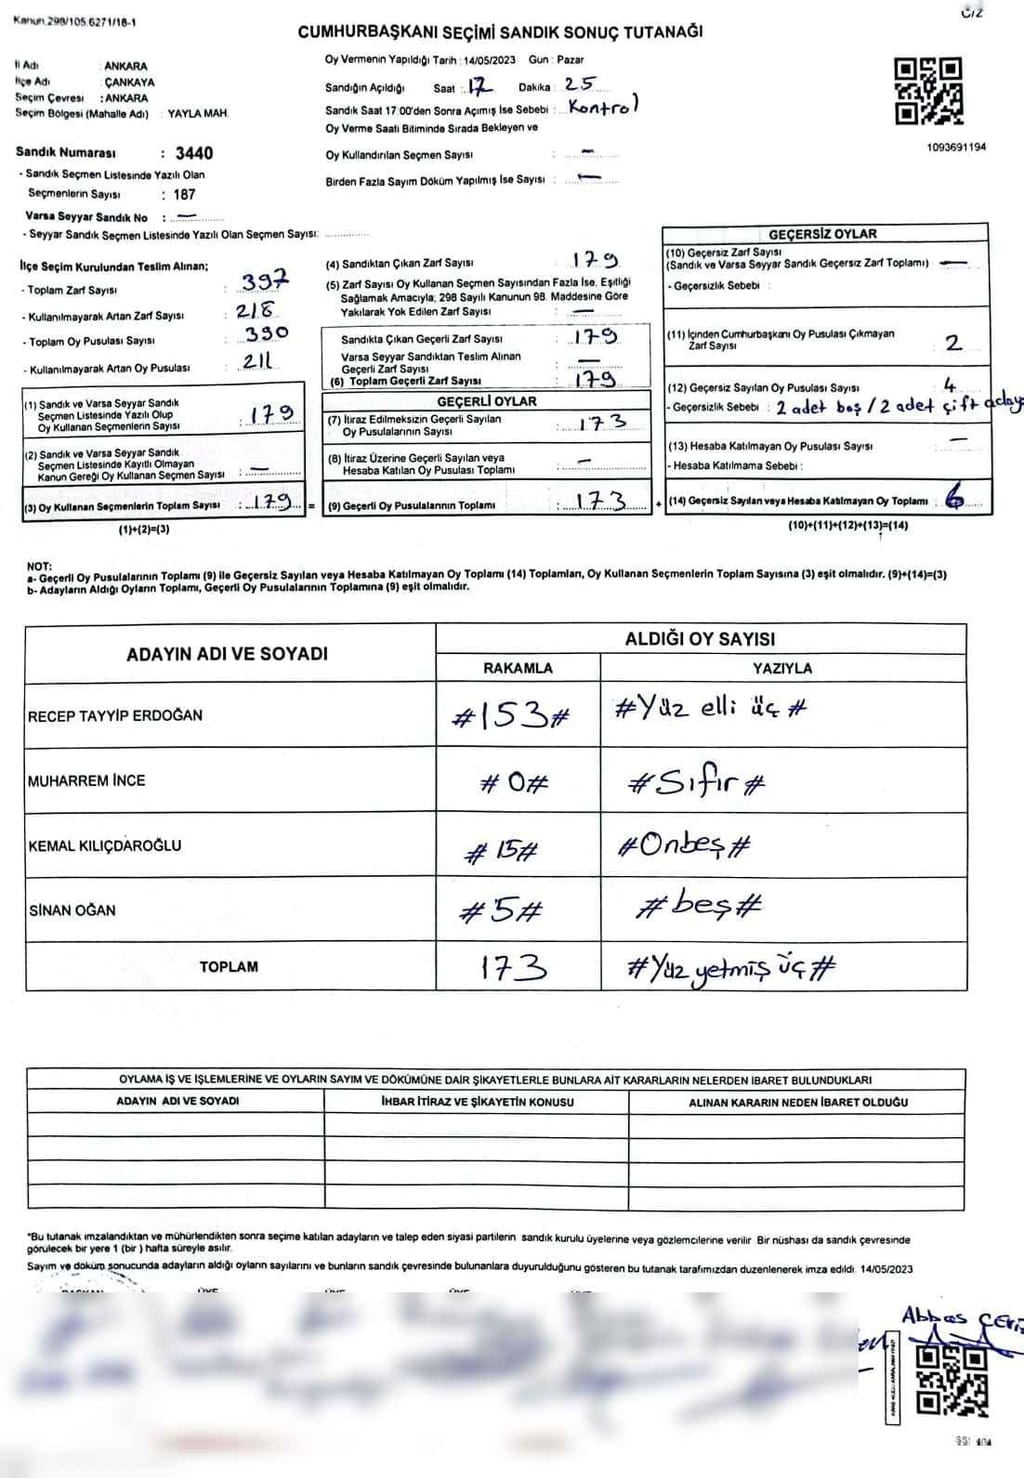 Kanun 298/105.6271/18-1
CUMHURBAŞKANI SEÇİMİ SANDIK SONUÇ TUTANAĞI
İl Adı : ANKARA
İlçe Adı : ÇANKAYA
Seçim Çevresi : ANKARA
Seçim Bölgesi (Mahalle Adı) : YAYLA MAH.
Sandık Numarası : 3440
- Sandık Seçmen Listesinde Yazılı Olan
Seçmenlerin Sayısı : 187
Varsa Seyyar Sandık No : —
- Seyyar Sandık Seçmen Listesinde Yazılı Olan Seçmen Sayısı:
Oy Vermenin Yapıldığı Tarih : 14/05/2023 Gün : Pazar
Sandığın Açıldığı Saat : 17 Dakika : 25
Sandık Saat 17.00'den Sonra Açılmış İse Sebebi : Kontrol
Oy Verme Saati Bitiminde Sırada Bekleyen ve
Oy Kullandırılan Seçmen Sayısı : —
Birden Fazla Sayım Döküm Yapılmış İse Sayısı : —
1093691194
İlçe Seçim Kurulundan Teslim Alınan;
- Toplam Zarf Sayısı : 397
- Kullanılmayarak Artan Zarf Sayısı : 218
- Toplam Oy Pusulası Sayısı : 390
- Kullanılmayarak Artan Oy Pusulası : 211
(1) Sandık ve Varsa Seyyar Sandık
Seçmen Listesinde Yazılı Olup
Oy Kullanan Seçmenlerin Sayısı : 179
(2) Sandık ve Varsa Seyyar Sandık
Seçmen Listesinde Kayıtlı Olmayan
Kanun Gereği Oy Kullanan Seçmen Sayısı : —
(3) Oy Kullanan Seçmenlerin Toplam Sayısı : 179 =
(1)+(2)=(3)
(4) Sandıktan Çıkan Zarf Sayısı : 179
(5) Zarf Sayısı Oy Kullanan Seçmen Sayısından Fazla İse, Eşitliği
Sağlamak Amacıyla; 298 Sayılı Kanunun 98. Maddesine Göre
Yakılarak Yok Edilen Zarf Sayısı : —
Sandıkta Çıkan Geçerli Zarf Sayısı : 179
Varsa Seyyar Sandıktan Teslim Alınan
Geçerli Zarf Sayısı : —
(6) Toplam Geçerli Zarf Sayısı : 179
GEÇERLİ OYLAR
(7) İtiraz Edilmeksizin Geçerli Sayılan
Oy Pusulalarının Sayısı : 173
(8) İtiraz Üzerine Geçerli Sayılan veya
Hesaba Katılan Oy Pusulası Toplamı : —
(9) Geçerli Oy Pusulalarının Toplamı : 173 +
GEÇERSİZ OYLAR
(10) Geçersiz Zarf Sayısı
(Sandık ve Varsa Seyyar Sandık Geçersiz Zarf Toplamı) : —
- Geçersizlik Sebebi :
(11) İçinden Cumhurbaşkanı Oy Pusulası Çıkmayan
Zarf Sayısı : 2
(12) Geçersiz Sayılan Oy Pusulası Sayısı : 4
- Geçersizlik Sebebi : 2 adet boş / 2 adet çift aday
(13) Hesaba Katılmayan Oy Pusulası Sayısı : —
- Hesaba Katılmama Sebebi :
(14) Geçersiz Sayılan veya Hesaba Katılmayan Oy Toplamı : 6
(10)+(11)+(12)+(13)=(14)
NOT:
a- Geçerli Oy Pusulalarının Toplamı (9) ile Geçersiz Sayılan veya Hesaba Katılmayan Oy Toplamı (14) Toplamları, Oy Kullanan Seçmenlerin Toplam Sayısına (3) eşit olmalıdır. (9)+(14)=(3)
b- Adayların Aldığı Oyların Toplamı, Geçerli Oy Pusulalarının Toplamına (9) eşit olmalıdır.
ADAYIN ADI VE SOYADI
ALDIĞI OY SAYISI
RAKAMLA YAZIYLA
RECEP TAYYİP ERDOĞAN #153# #Yüz elli üç#
MUHARREM İNCE #0# #Sıfır#
KEMAL KILIÇDAROĞLU #15# #Onbeş#
SİNAN OĞAN #5# #beş#
TOPLAM 173 #Yüz yetmiş üç#
OYLAMA İŞ VE İŞLEMLERİNE VE OYLARIN SAYIM VE DÖKÜMÜNE DAİR ŞİKAYETLERLE BUNLARA AİT KARARLARIN NELERDEN İBARET BULUNDUKLARI
ADAYIN ADI VE SOYADI İHBAR İTİRAZ VE ŞİKAYETİN KONUSU ALINAN KARARIN NEDEN İBARET OLDUĞU
*Bu tutanak imzalandıktan ve mühürlendikten sonra seçime katılan adayların ve talep eden siyasi partilerin sandık kurulu üyelerine veya gözlemcilerine verilir. Bir nüshası da sandık çevresinde
görülecek bir yere 1 (bir) hafta süreyle asılır.
Sayım ve döküm sonucunda adayların aldığı oyların sayılarını ve bunların sandık çevresinde bulunanlara duyurulduğunu gösteren bu tutanak tarafımızdan düzenlenerek imza edildi. 14/05/2023
Abbas